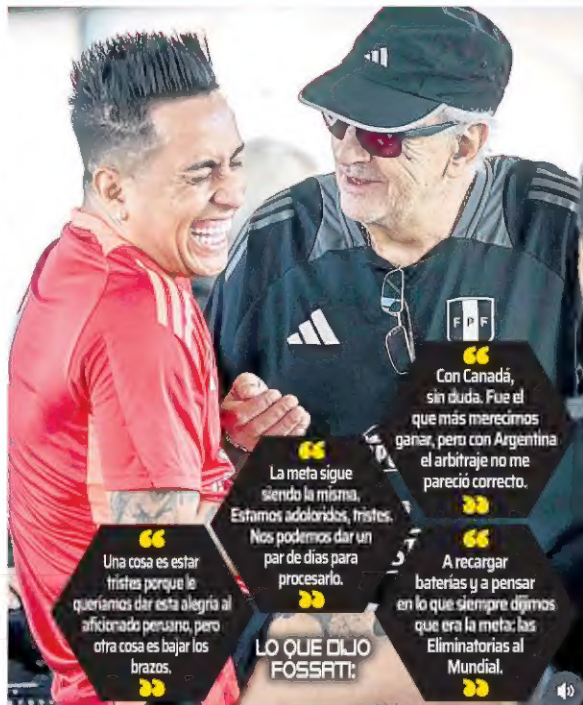 FPF
Con Canadá,
sin duda. Fue el
que más merecimos
ganar, pero con Argentina
el arbitraje no me
pareció correcto.
La meta sigue
siendo la misma.
Estamos adoloridos, tristes.
Nos podemos dar un
par de días para
procesarlo.
Una cosa es estar
tristes porque le
queríamos dar esta alegría al
aficionado peruano, pero
otra cosa es bajar los
brazos.
A recargar
baterías y a pensar
en lo que siempre dijimos
que era la meta: las
Eliminatorias al
Mundial.
LO QUE DIJO
FOSSATI: